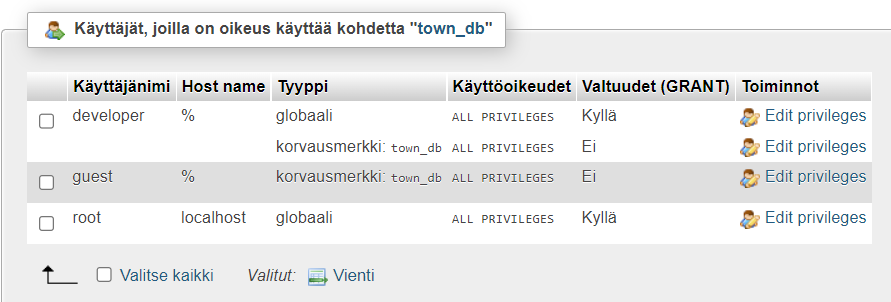 Käyttäjät, joilla on oikeus käyttää kohdetta "town_db"
Käyttäjänimi Host name Tyyppi Käyttöoikeudet Valtuudet (GRANT) Toiminnot
developer % globaali ALL PRIVILEGES Kyllä Edit privileges
korvausmerkki: town_db ALL PRIVILEGES Ei Edit privileges
guest % korvausmerkki: town_db ALL PRIVILEGES Ei Edit privileges
root localhost globaali ALL PRIVILEGES Kyllä Edit privileges
Valitse kaikki Valitut: Vienti